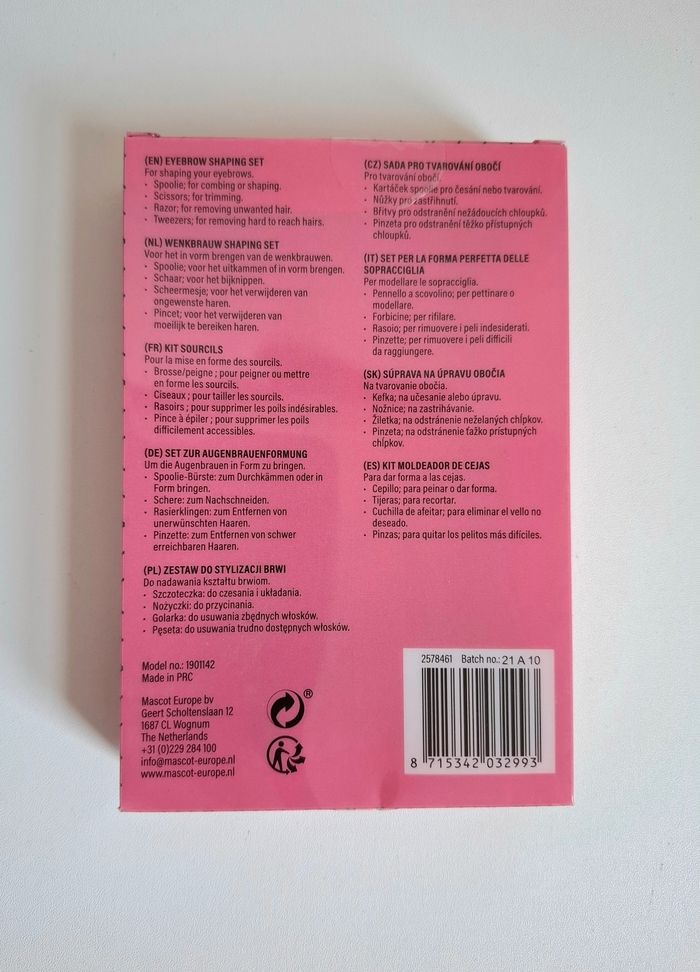 (EN) EYEBROW SHAPING SET
For shaping your eyebrows.
· Spoolie; for combing or shaping.
· Scissors; for trimming.
· Razor; for removing unwanted hair.
· Tweezers; for removing hard to reach hairs.
(NL) WENKBRAUW SHAPING SET
Voor het in vorm brengen van de wenkbrauwen.
· Spoolie; voor het uitkammen of in vorm brengen.
· Schaar; voor het bijknippen.
· Scheermesje; voor het verwijderen van
ongewenste haren.
· Pincet; voor het verwijderen van
moeilijk te bereiken haren.
(FR) KIT SOURCILS
Pour la mise en forme des sourcils.
· Brosse/peigne ; pour peigner ou mettre
en forme les sourcils.
· Ciseaux ; pour tailler les sourcils.
· Rasoirs ; pour supprimer les poils indésirables.
· Pince à épiler ; pour supprimer les poils
difficilement accessibles.
(DE) SET ZUR AUGENBRAUENFORMUNG
Um die Augenbrauen in Form zu bringen.
· Spoolie-Bürste: zum Durchkämmen oder in
Form bringen.
· Schere: zum Nachschneiden.
· Rasierklingen: zum Entfernen von
unerwünschten Haaren.
· Pinzette: zum Entfernen von schwer
erreichbaren Haaren.
(PL) ZESTAW DO STYLIZACJI BRWI
Do nadawania kształtu brwiom.
· Szczoteczka: do czesania i układania.
· Nożyczki: do przycinania.
· Golarka: do usuwania zbędnych włosków.
· Pęseta: do usuwania trudno dostępnych włosków.
(CZ) SADA PRO TVAROVÁNÍ OBOČÍ
Pro tvarování obočí.
· Kartáček spoolie pro česání nebo tvarování.
· Nůžky pro zastřihnutí.
· Břitvy pro odstranění nežádoucích chloupků.
· Pinzeta pro odstranění těžko přístupných
chloupků.
(IT) SET PER LA FORMA PERFETTA DELLE
SOPRACCIGLIA
Per modellare le sopracciglia.
· Pennello a scovolino; per pettinare o
modellare.
· Forbicine; per rifilare.
· Rasoio; per rimuovere i peli indesiderati.
· Pinzette; per rimuovere i peli difficili
da raggiungere.
(SK) SÚPRAVA NA ÚPRAVU OBOČIA
Na tvarovanie obočia.
· Kefka; na učesanie alebo úpravu.
· Nožnice; na zastrihávanie.
· Žiletka; na odstránenie neželaných chĺpkov.
· Pinzeta; na odstránenie ťažko prístupných
chĺpkov.
(ES) KIT MOLDEADOR DE CEJAS
Para dar forma a las cejas.
· Cepillo; para peinar o dar forma.
· Tijeras; para recortar.
· Cuchilla de afeitar; para eliminar el vello no
deseado.
· Pinzas; para quitar los pelitos más difíciles.
Model no.: 1901142
Made in PRC
Mascot Europe bv
Geert Scholtenslaan 12
1687 CL Wognum
The Netherlands
+31 (0)229 284 100
info@mascot-europe.nl
www.mascot-europe.nl
®
2578461 Batch no.: 21 A 10
8 715342 032993